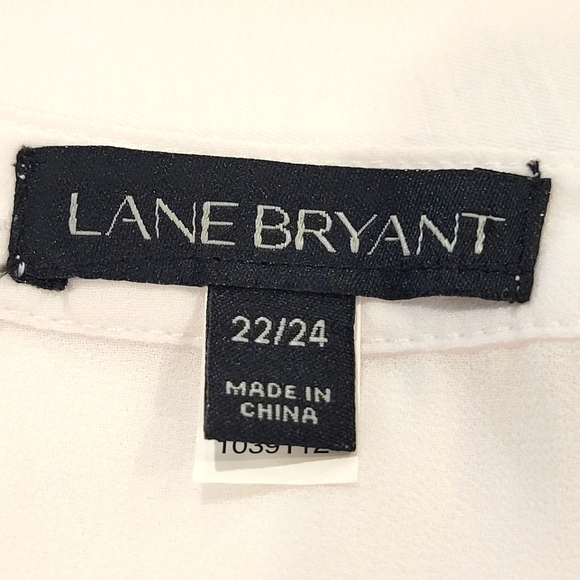 LANE BRYANT
22/24
MADE IN
CHINA